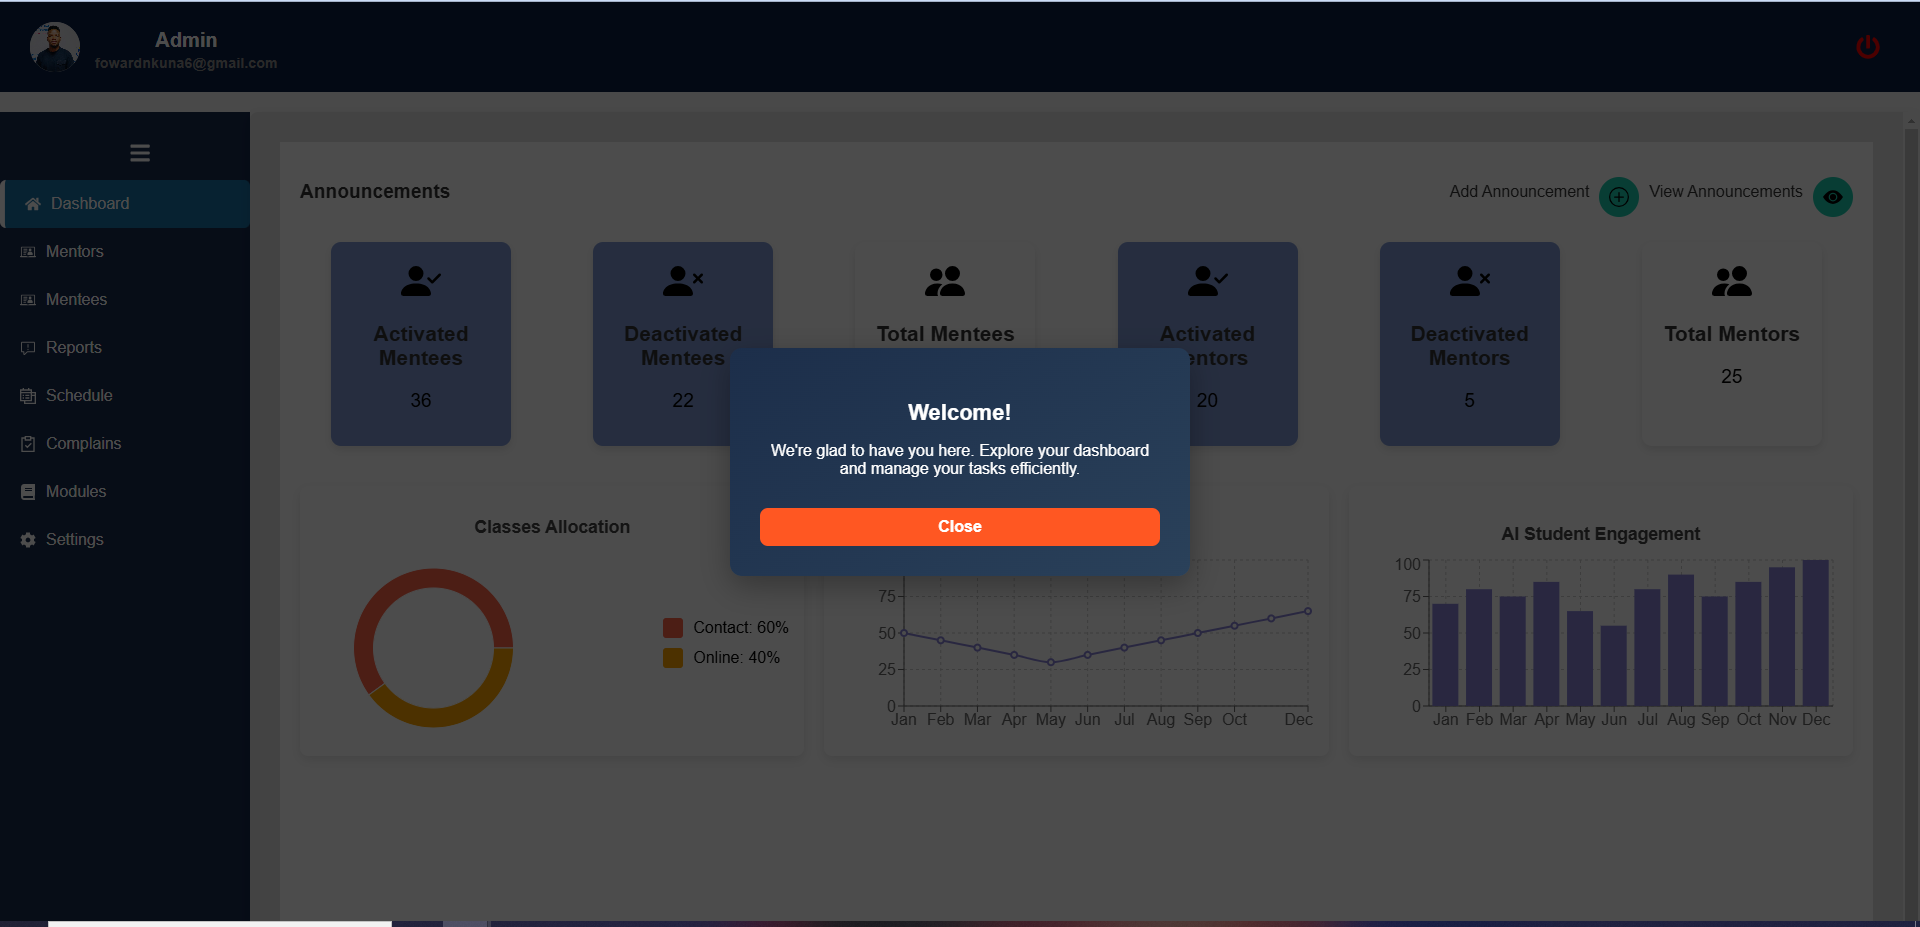 Admin
fowardnkuna6@gmail.com
Dashboard
Mentors
Mentees
Reports
Schedule
Complains
Modules
Settings
Announcements
Add Announcement
View Announcements
Activated
Mentees
36
Deactivated
Mentees
22
Total Mentees
Activated
entors
20
Deactivated
Mentors
5
Total Mentors
25
Welcome!
We're glad to have you here. Explore your dashboard
and manage your tasks efficiently.
Close
Classes Allocation
Contact: 60%
Online: 40%
75
50
25
0
Jan Feb Mar Apr May Jun Jul Aug Sep Oct Dec
AI Student Engagement
100
75
50
25
0
Jan Feb Mar Apr May Jun Jul Aug Sep Oct Nov Dec